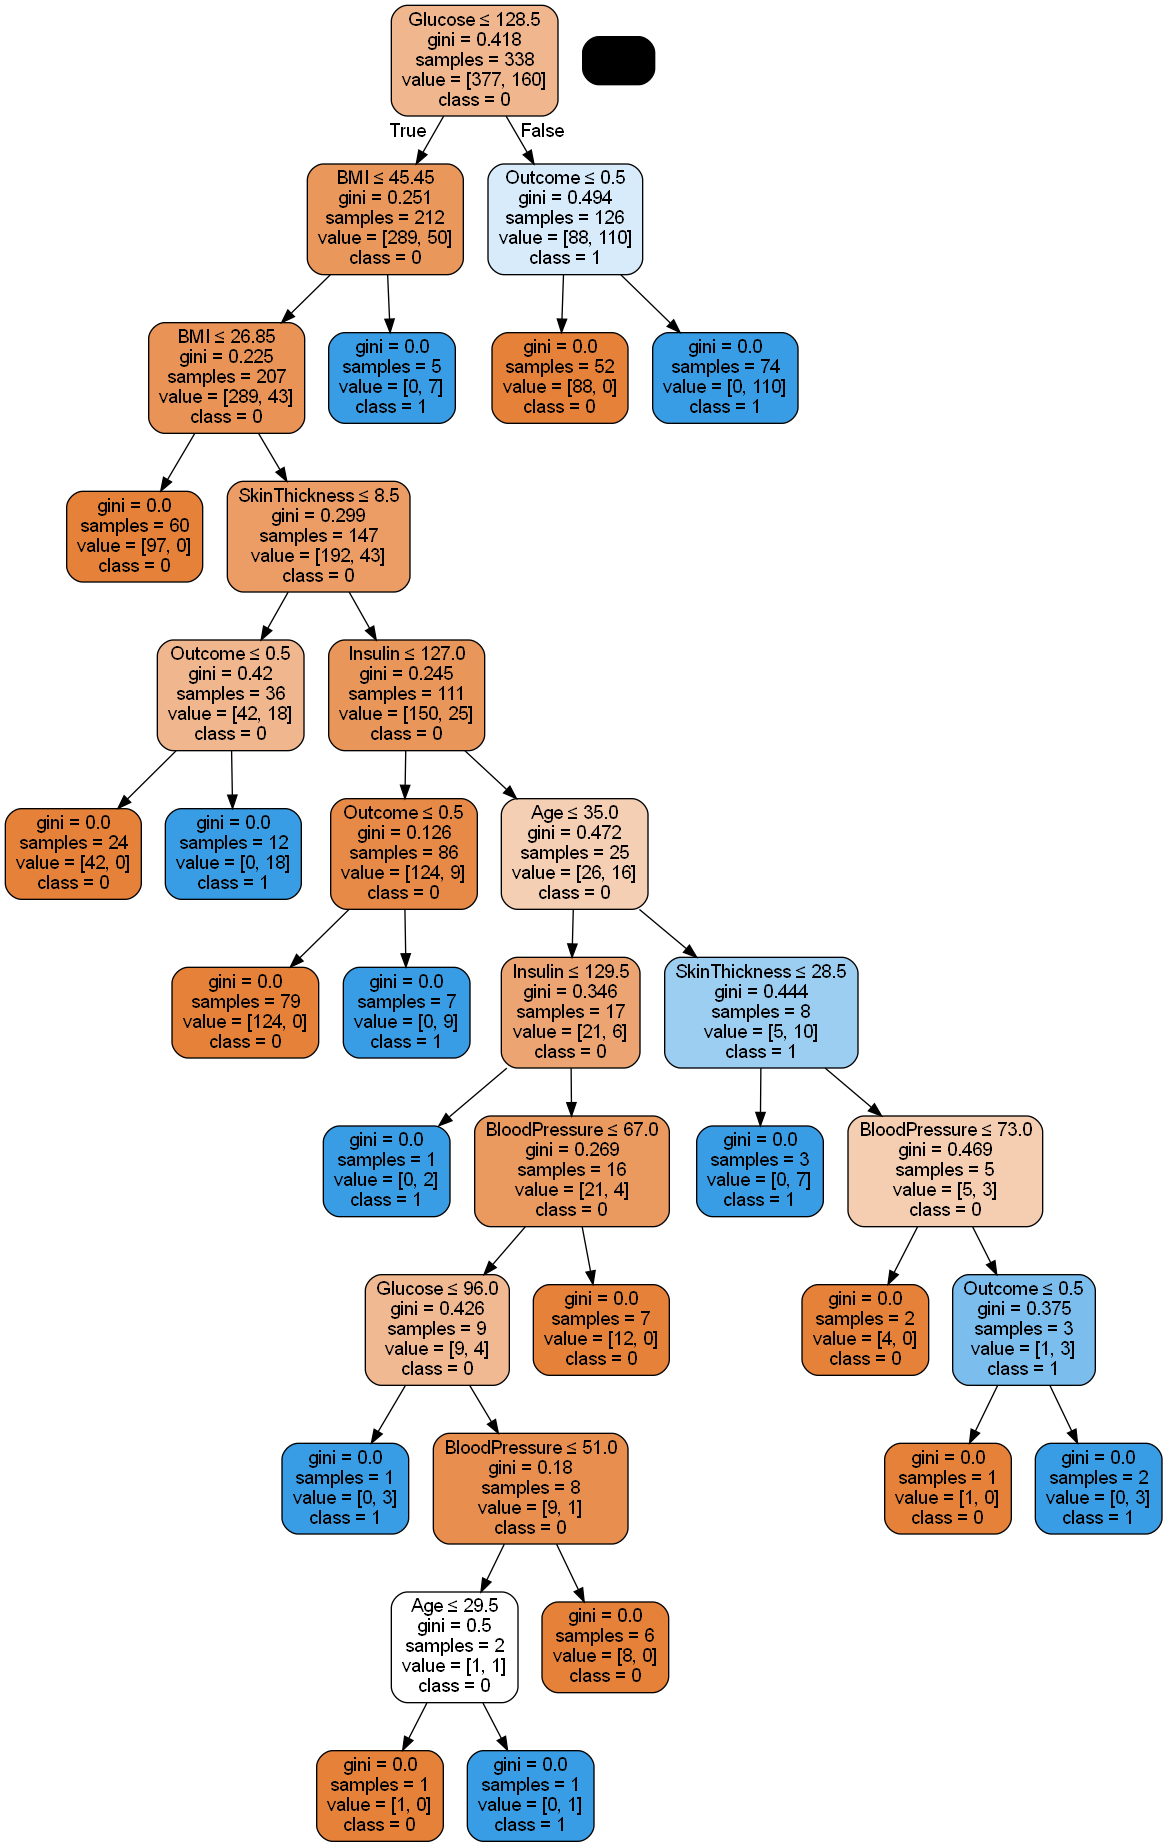 Glucose ≤ 128.5
gini = 0.418
samples = 338
value = [377, 160]
class = 0
True
False
BMI ≤ 45.45
gini = 0.251
samples = 212
value = [289, 50]
class = 0
Outcome ≤ 0.5
gini = 0.494
samples = 126
value = [88, 110]
class = 1
BMI ≤ 26.85
gini = 0.225
samples = 207
value = [289, 43]
class = 0
gini = 0.0
samples = 5
value = [0, 7]
class = 1
gini = 0.0
samples = 52
value = [88, 0]
class = 0
gini = 0.0
samples = 74
value = [0, 110]
class = 1
gini = 0.0
samples = 60
value = [97, 0]
class = 0
SkinThickness ≤ 8.5
gini = 0.299
samples = 147
value = [192, 43]
class = 0
Outcome ≤ 0.5
gini = 0.42
samples = 36
value = [42, 18]
class = 0
Insulin ≤ 127.0
gini = 0.245
samples = 111
value = [150, 25]
class = 0
gini = 0.0
samples = 24
value = [42, 0]
class = 0
gini = 0.0
samples = 12
value = [0, 18]
class = 1
Outcome ≤ 0.5
gini = 0.126
samples = 86
value = [124, 9]
class = 0
Age ≤ 35.0
gini = 0.472
samples = 25
value = [26, 16]
class = 0
gini = 0.0
samples = 79
value = [124, 0]
class = 0
gini = 0.0
samples = 7
value = [0, 9]
class = 1
Insulin ≤ 129.5
gini = 0.346
samples = 17
value = [21, 6]
class = 0
SkinThickness ≤ 28.5
gini = 0.444
samples = 8
value = [5, 10]
class = 1
gini = 0.0
samples = 1
value = [0, 2]
class = 1
BloodPressure ≤ 67.0
gini = 0.269
samples = 16
value = [21, 4]
class = 0
gini = 0.0
samples = 3
value = [0, 7]
class = 1
BloodPressure ≤ 73.0
gini = 0.469
samples = 5
value = [5, 3]
class = 0
Glucose ≤ 96.0
gini = 0.426
samples = 9
value = [9, 4]
class = 0
gini = 0.0
samples = 7
value = [12, 0]
class = 0
gini = 0.0
samples = 2
value = [4, 0]
class = 0
Outcome ≤ 0.5
gini = 0.375
samples = 3
value = [1, 3]
class = 1
gini = 0.0
samples = 1
value = [0, 3]
class = 1
BloodPressure ≤ 51.0
gini = 0.18
samples = 8
value = [9, 1]
class = 0
gini = 0.0
samples = 1
value = [1, 0]
class = 0
gini = 0.0
samples = 2
value = [0, 3]
class = 1
Age ≤ 29.5
gini = 0.5
samples = 2
value = [1, 1]
class = 0
gini = 0.0
samples = 6
value = [8, 0]
class = 0
gini = 0.0
samples = 1
value = [1, 0]
class = 0
gini = 0.0
samples = 1
value = [0, 1]
class = 1